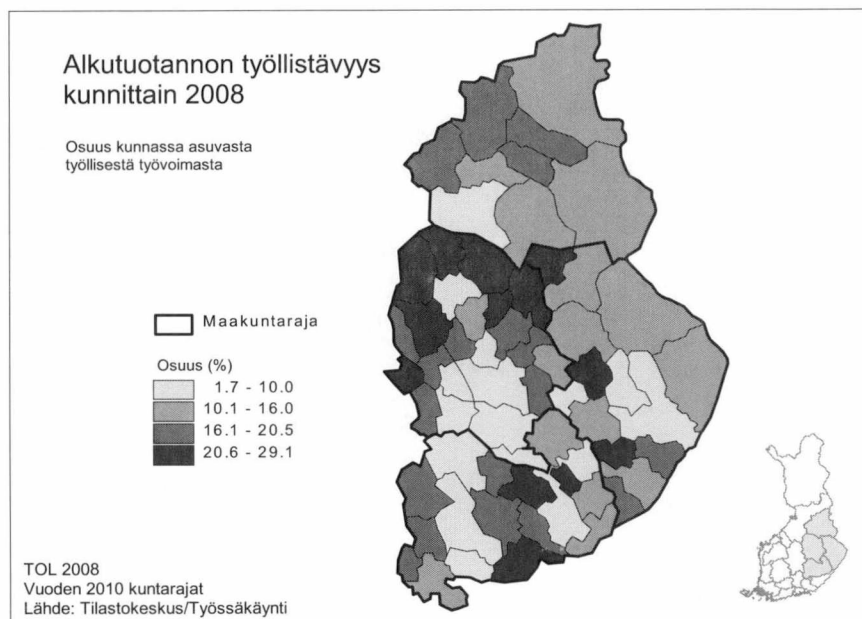 Alkutuotannon työllistävyys
kunnittain 2008
Osuus kunnassa asuvasta
työllisestä työvoimasta
Maakuntaraja
Osuus (%)
1.7 - 10.0
10.1 - 16.0
16.1 - 20.5
20.6 - 29.1
TOL 2008
Vuoden 2010 kuntarajat
Lähde: Tilastokeskus/Työssäkäynti